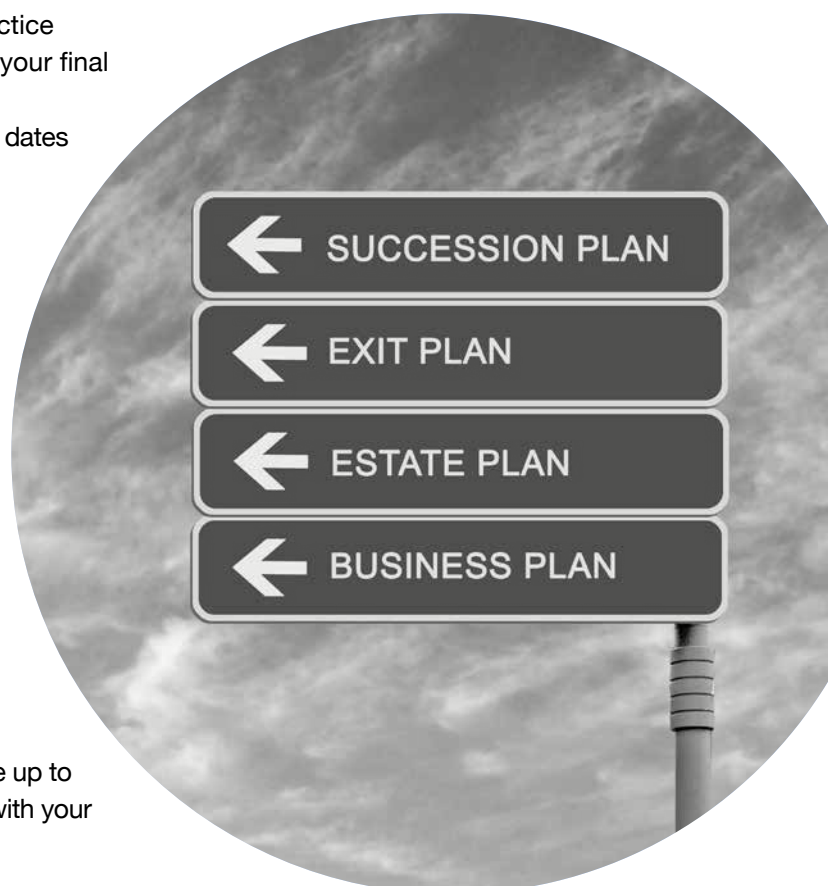 ctice
your final
dates
SUCCESSION PLAN
EXIT PLAN
ESTATE PLAN
BUSINESS PLAN
e up to
with your